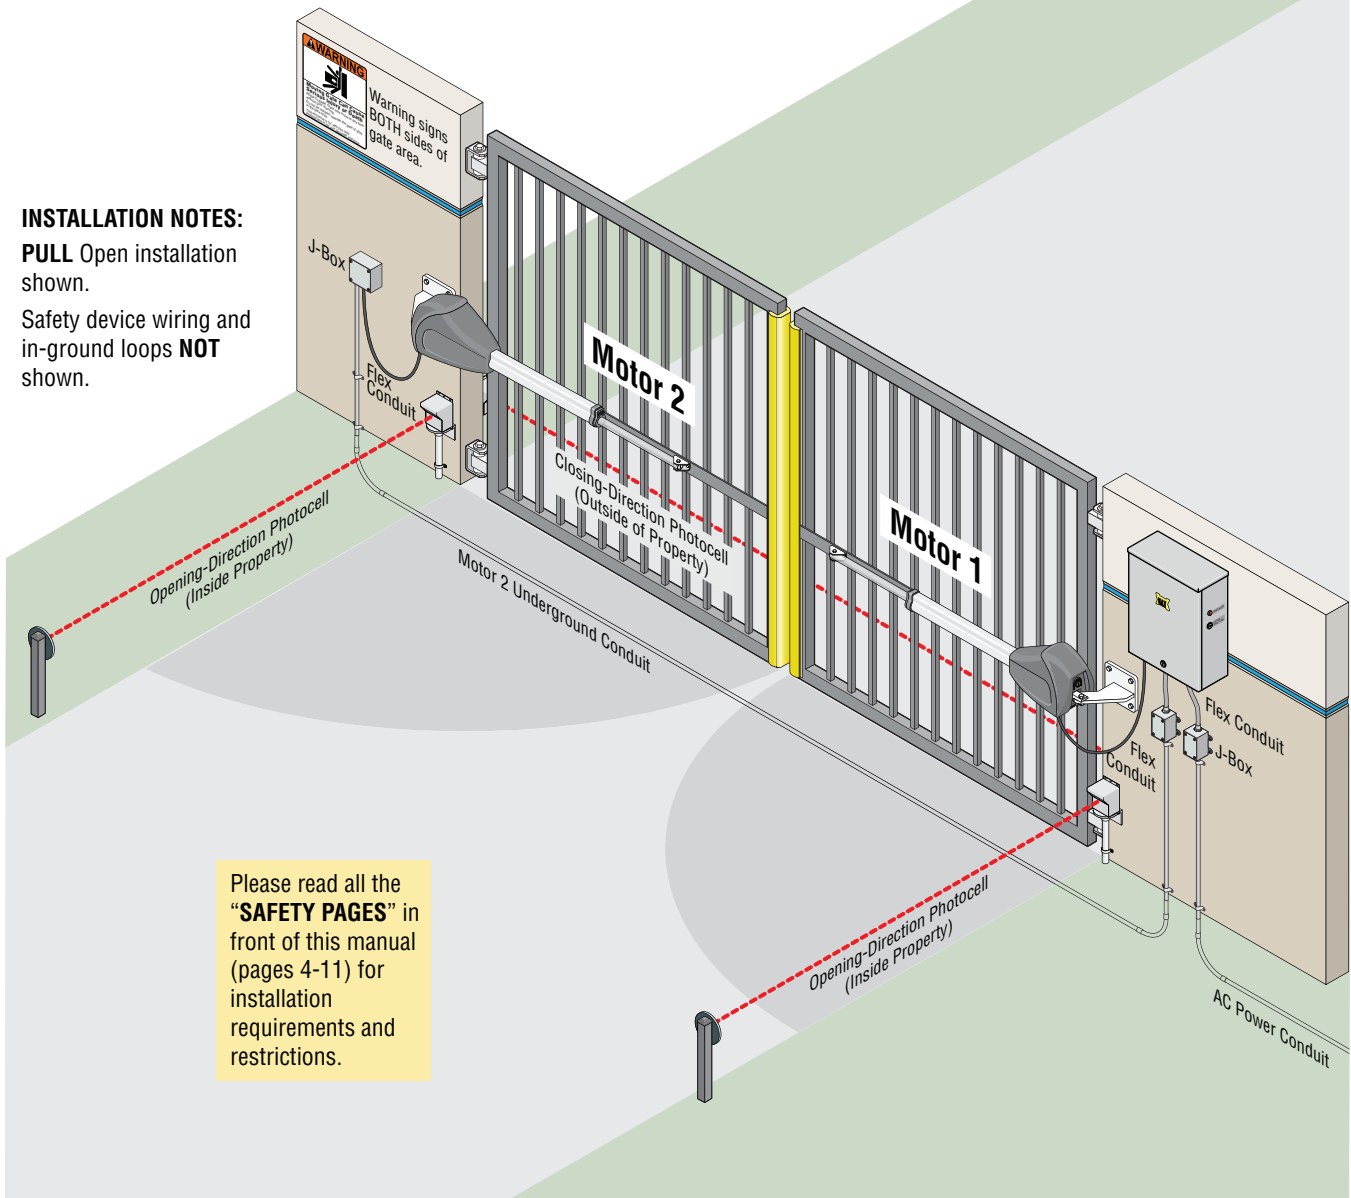 WARNING
Moving Gate Can Cause
Warning signs
BOTH sides of
gate area.
INSTALLATION NOTES:
PULL Open installation
shown.
Safety device wiring and
in-ground loops NOT
shown.
J-Box
Flex
Conduit
Motor 2
Closing-Direction Photocell
(Outside of Property)
Opening-Direction Photocell
(Inside Property)
Motor 2 Underground Conduit
Motor 1
Flex Conduit
J-Box
Flex
Conduit
Please read all the
“SAFETY PAGES” in
front of this manual
(pages 4-11) for
installation
requirements and
restrictions.
Opening-Direction Photocell
(Inside Property)
AC Power Conduit